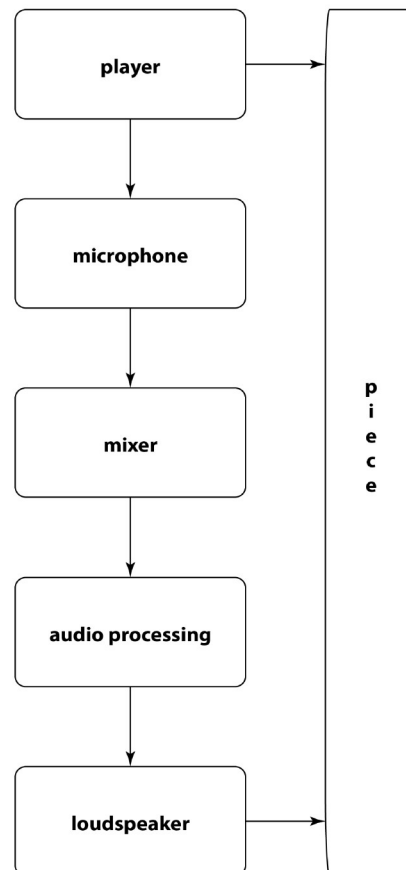 player
microphone
mixer
audio processing
loudspeaker
p
i
e
c
e